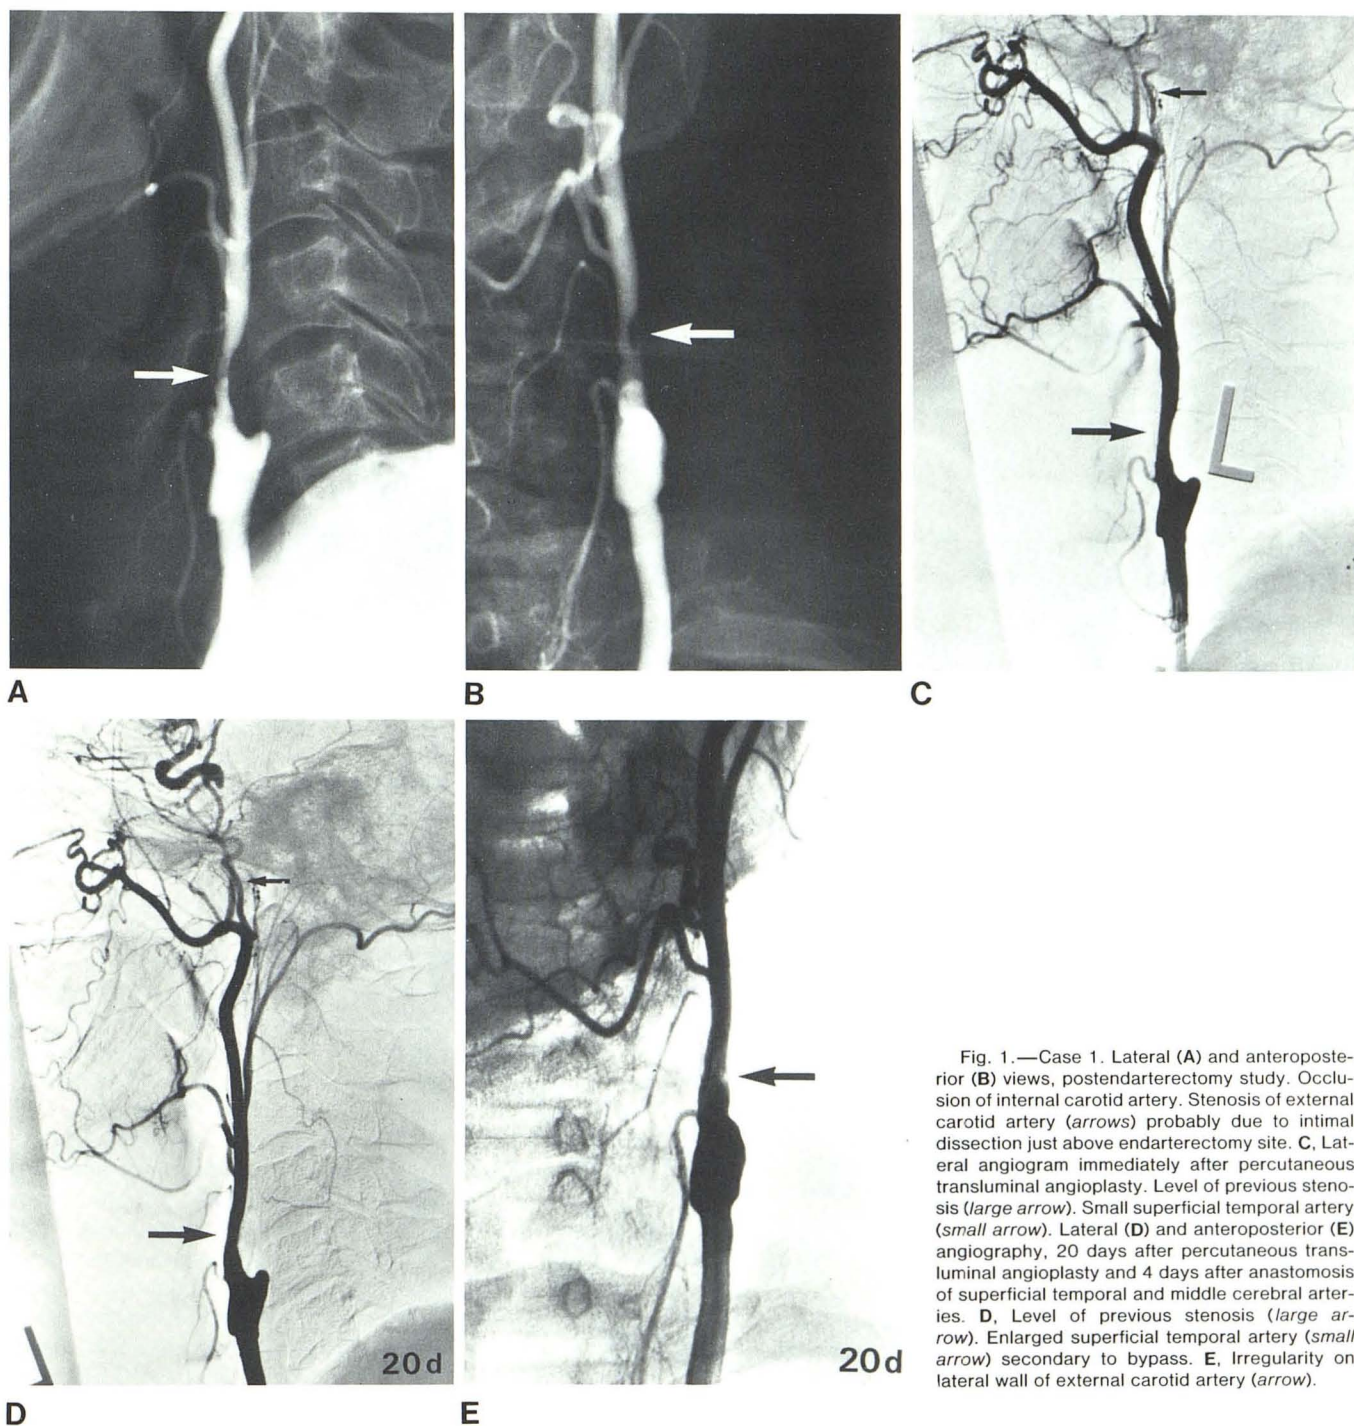 A
B
C
20 d
D
20d
E
Fig. 1.—Case 1. Lateral (A) and anteroposte-
rior (B) views, postendarterectomy study. Occlu-
sion of internal carotid artery. Stenosis of external
carotid artery (arrows) probably due to intimal
dissection just above endarterectomy site. C, Lat-
eral angiogram immediately after percutaneous
transluminal angioplasty. Level of previous steno-
sis (large arrow). Small superficial temporal artery
(small arrow). Lateral (D) and anteroposterior (E)
angiography, 20 days after percutaneous trans-
luminal angioplasty and 4 days after anastomosis
of superficial temporal and middle cerebral arter-
ies. D, Level of previous stenosis (large ar-
row). Enlarged superficial temporal artery (small
arrow) secondary to bypass. E, Irregularity on
lateral wall of external carotid artery (arrow).